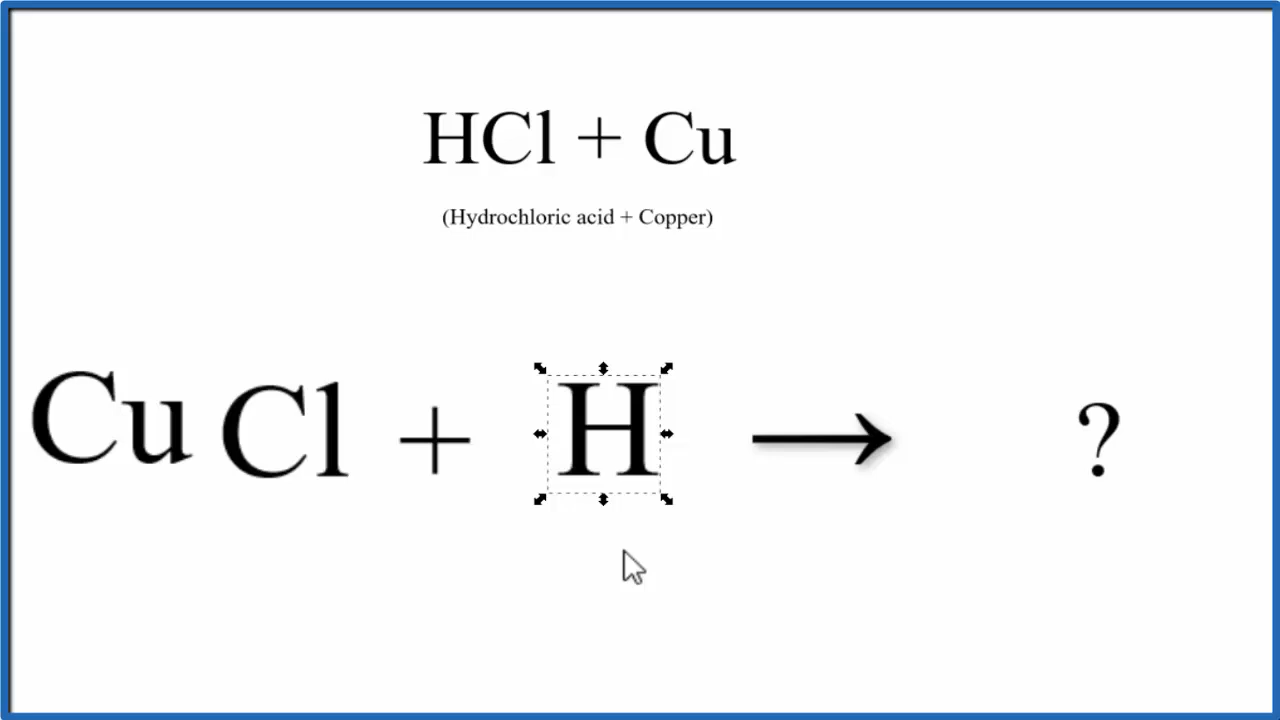 HCl + Cu
(Hydrochloric acid + Copper)
Cu Cl + H → ?